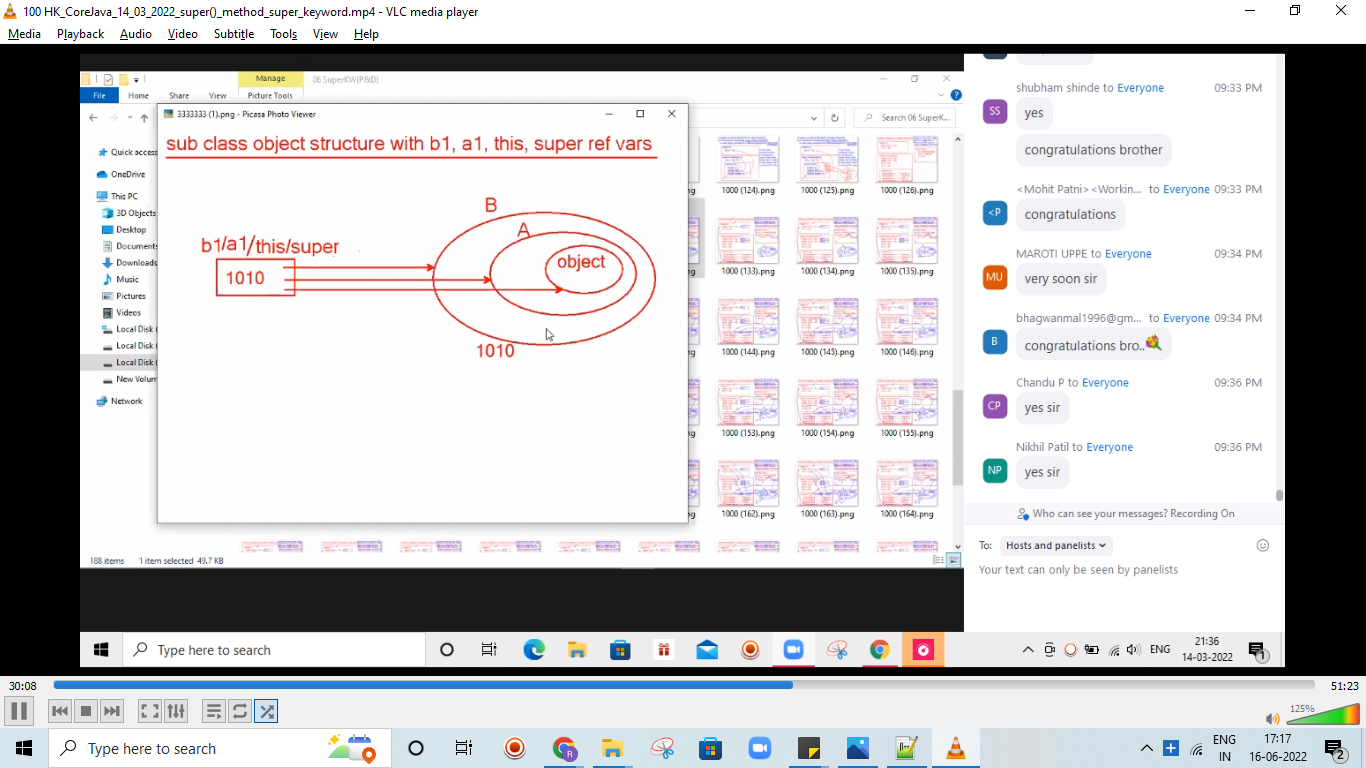 100 HK_CoreJava_14_03_2022_super()_method_super_keyword.mp4 - VLC media player
Media Playback Audio Video Subtitle Tools View Help
Manage
06 SuperKW(P&D)
File Home Share View Picture Tools
Search 06 SuperK...
3333333 (1).png - Picasa Photo Viewer
sub class object structure with b1, a1, this, super ref vars
b1/a1/this/super
1010
B
A
object
1010
Quick access
OneDrive
This PC
3D Objects
Desktop
Documents
Downloads
Music
Pictures
Videos
Local Disk (
Local Disk (
Local Disk (
New Volum
Network
1000 (124).png 1000 (125).png 1000 (126).png
1000 (133).png 1000 (134).png 1000 (135).png
1000 (144).png 1000 (145).png 1000 (146).png
1000 (153).png 1000 (154).png 1000 (155).png
1000 (162).png 1000 (163).png 1000 (164).png
188 items 1 item selected 49.7 KB
shubham shinde to Everyone 09:33 PM
SS
yes
congratulations brother
<Mohit Patni> <Workin... to Everyone 09:33 PM
<P
congratulations
MAROTI UPPE to Everyone 09:34 PM
MU
very soon sir
bhagwanmal1996@gm... to Everyone 09:34 PM
B
congratulations bro..
Chandu P to Everyone 09:36 PM
CP
yes sir
Nikhil Patil to Everyone 09:36 PM
NP
yes sir
Who can see your messages? Recording On
To: Hosts and panelists
Your text can only be seen by panelists
Type here to search
ENG
21:36
14-03-2022
1
30:08
51:23
125%
Type here to search
ENG
IN
17:17
16-06-2022
2